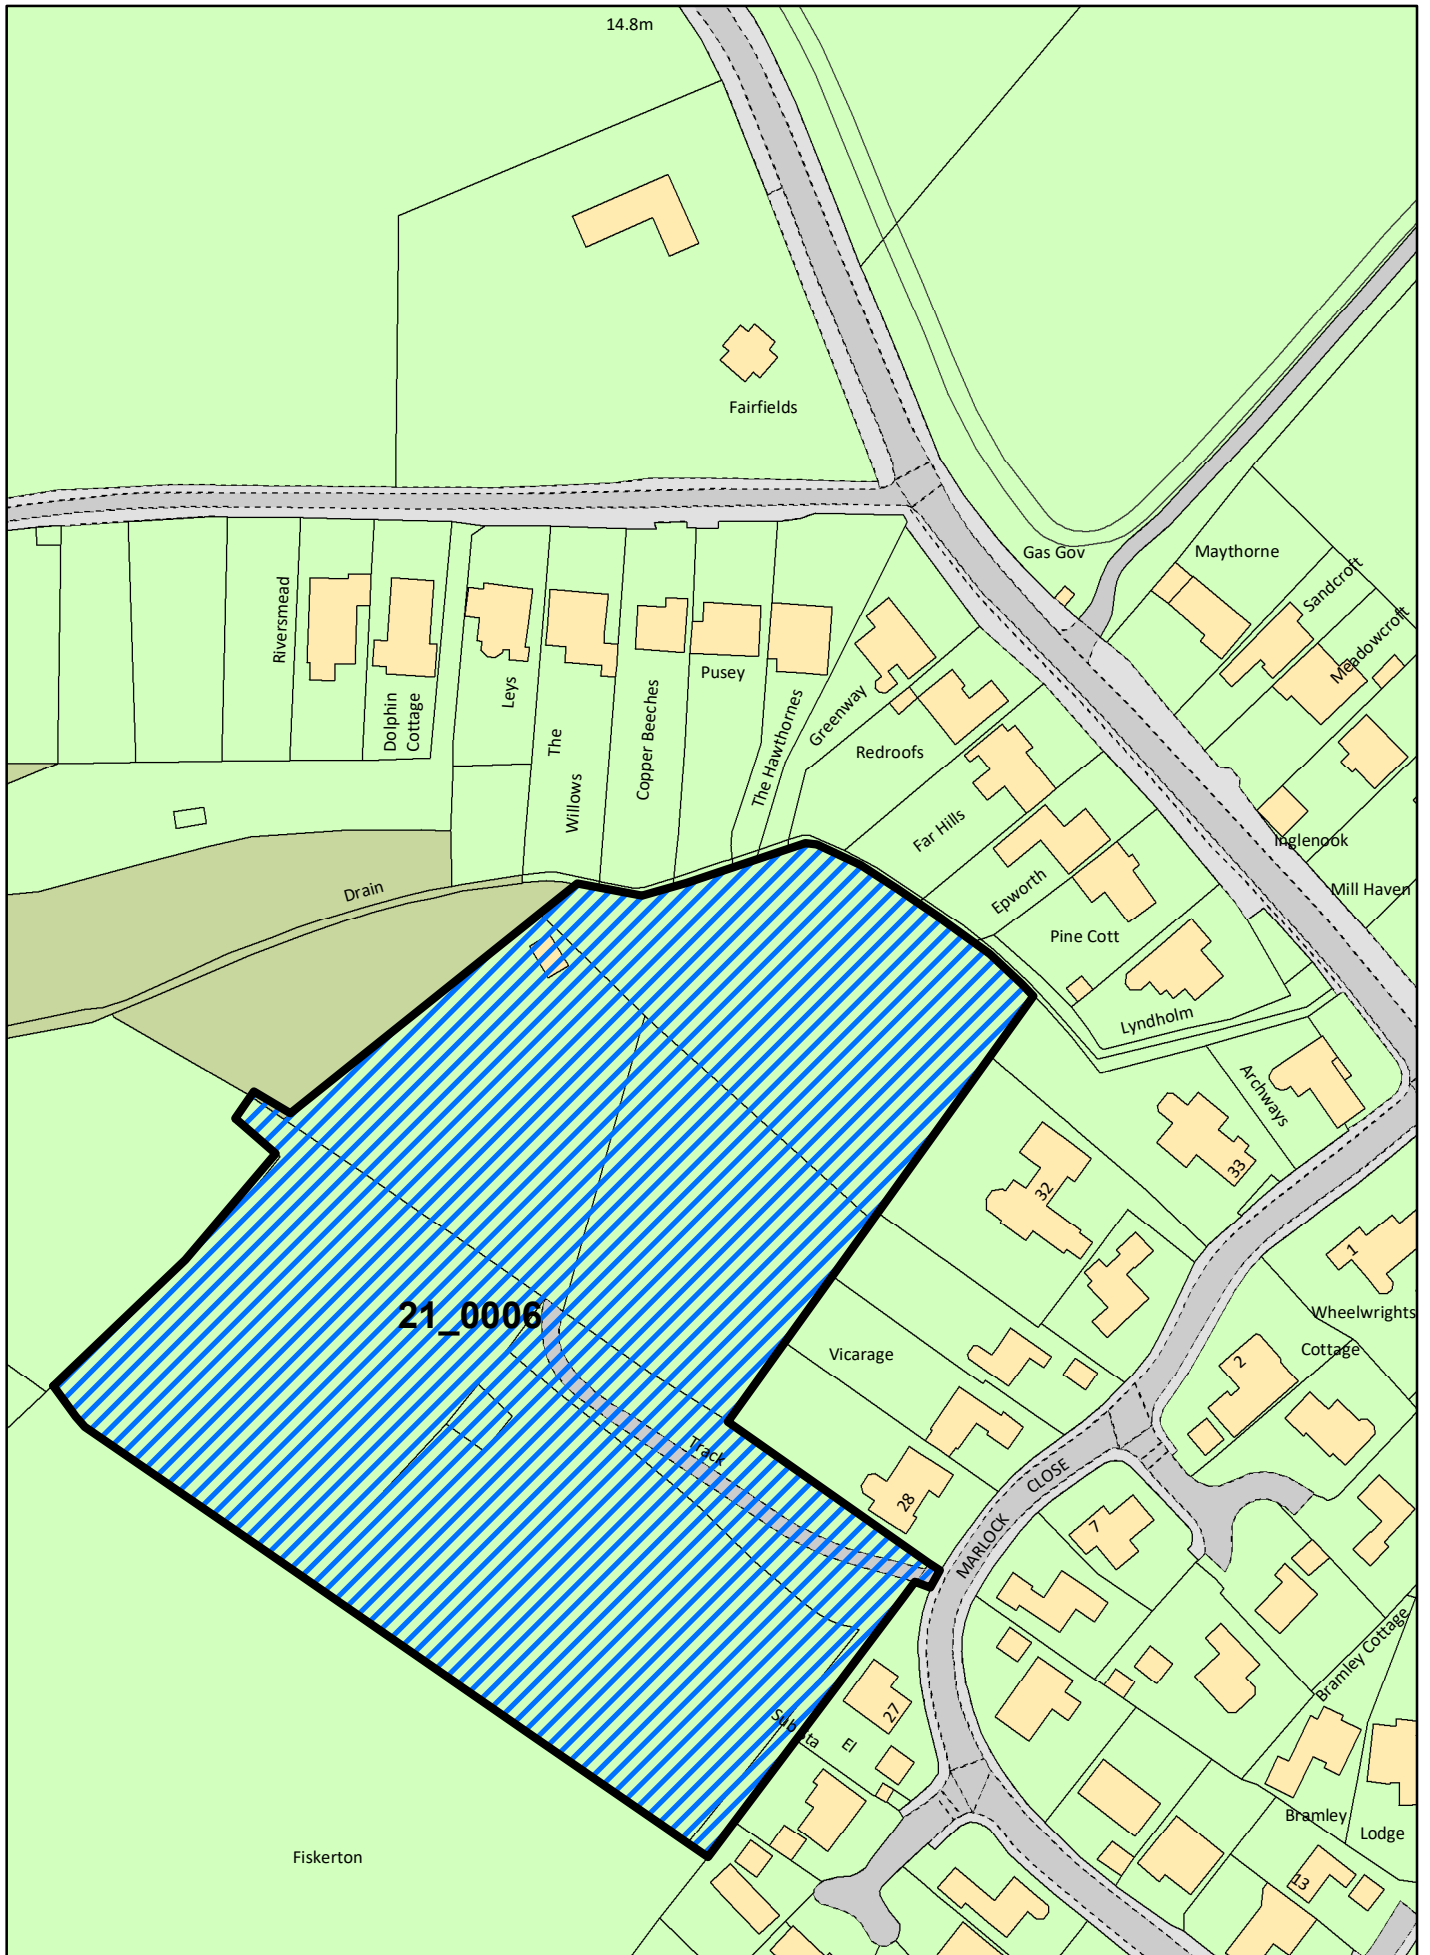 14.8m
Fairfields
Gas Gov
Maythorne
Sandcroft
Meadowcroft
Riversmead
Dolphin
Cottage
Leys
The
Willows
Copper Beeches
Pusey
The Hawthornes
Greenway
Redroofs
Far Hills
Epworth
Pine Cott
Lyndholm
Inglenook
Mill Haven
Drain
Archways
33
32
1
Wheelwrights
Cottage
2
21_0006
Vicarage
Track
28
MARLOCK
CLOSE
7
Bramley Cottage
27
El
Sub Sta
Bramley
Lodge
13
Fiskerton